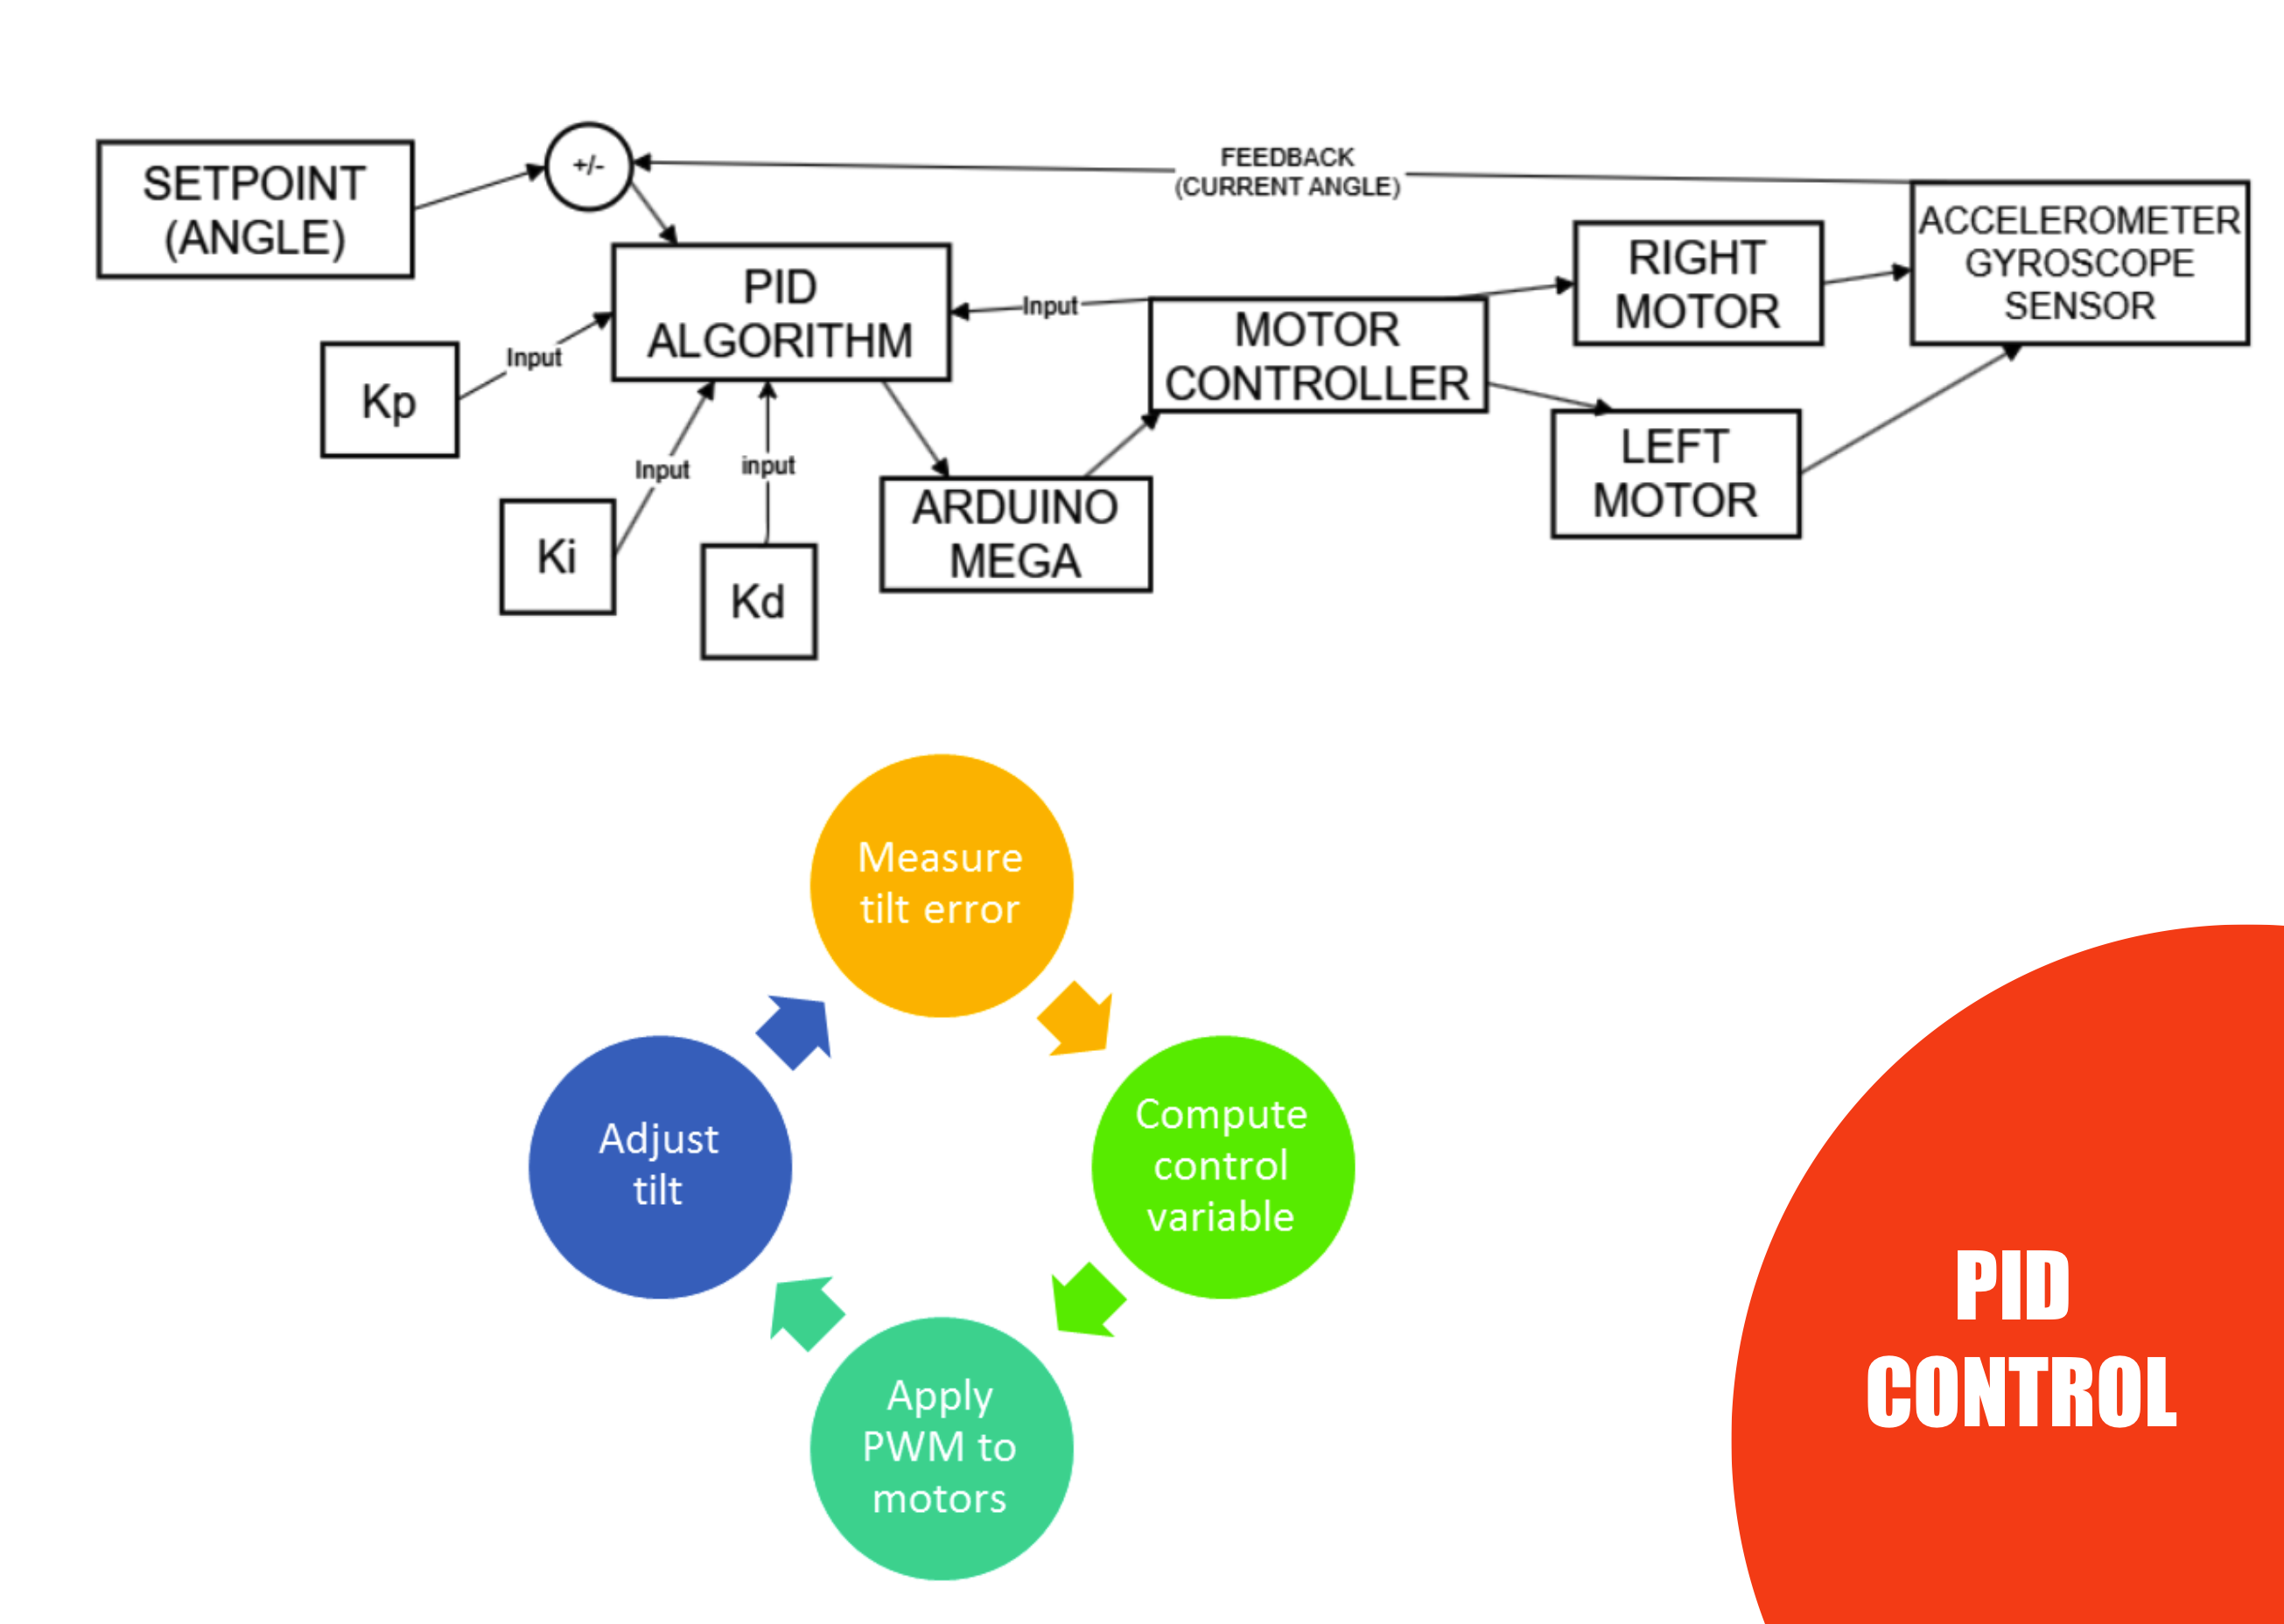 SETPOINT
(ANGLE)
+/-
FEEDBACK
(CURRENT ANGLE)
ACCELEROMETER
GYROSCOPE
SENSOR
RIGHT
MOTOR
PID
ALGORITHM
Input
MOTOR
CONTROLLER
Input
Kp
LEFT
MOTOR
Input
input
Ki
Kd
ARDUINO
MEGA
Measure
tilt error
Compute
control
variable
Adjust
tilt
Apply
PWM to
motors
PID
CONTROL